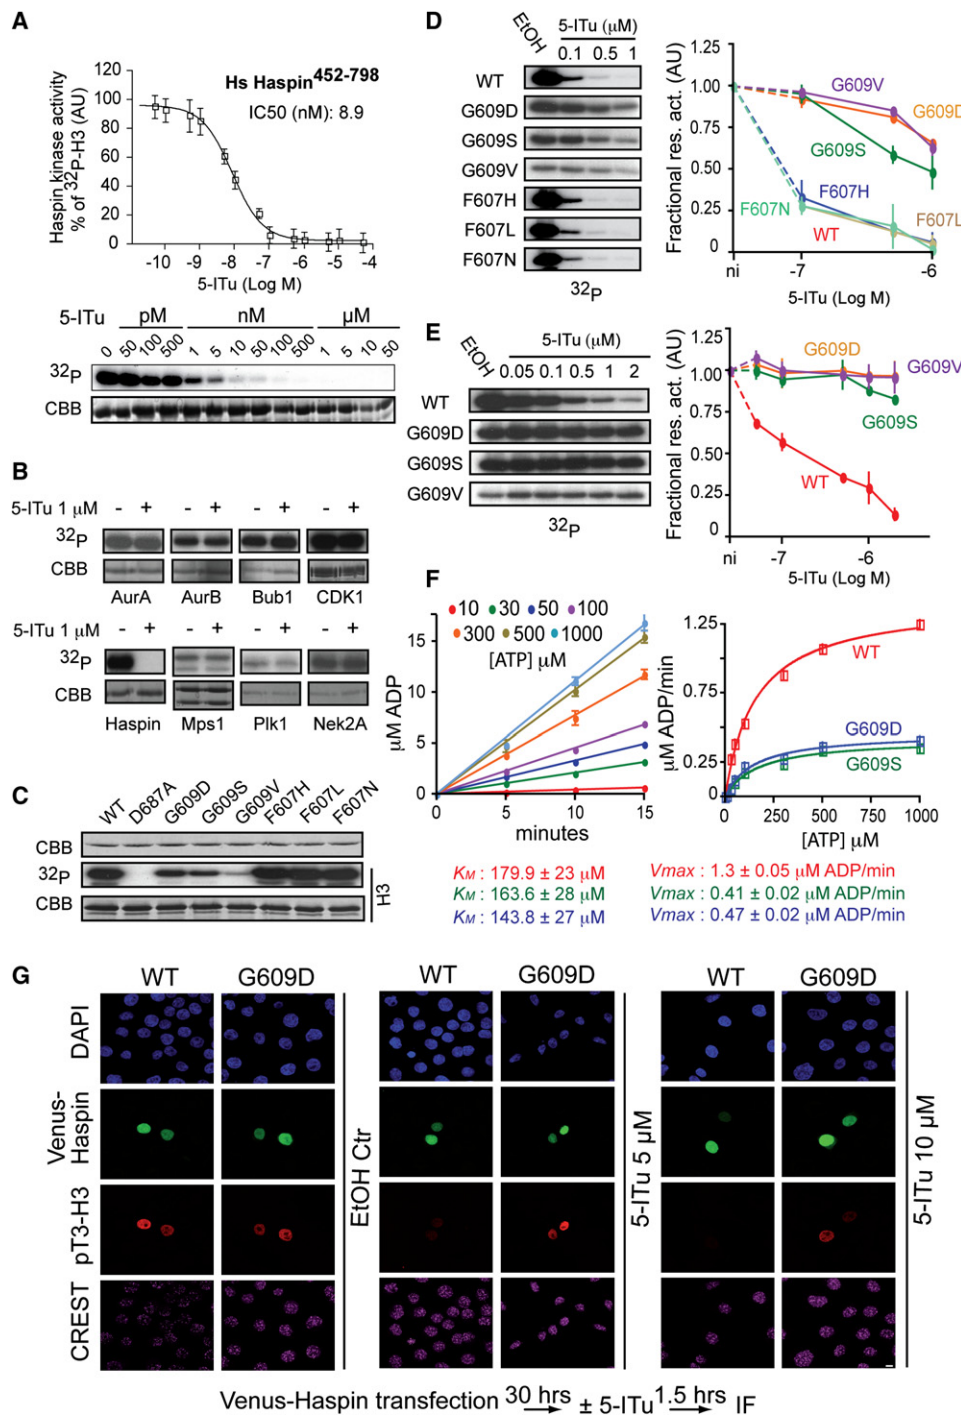 A
Hs Haspin452-798
IC50 (nM): 8.9
Haspin kinase activity
% of 32P-H3 (AU)
120
100
80
60
40
20
0
-10 -9 -8 -7 -6 -5 -4
5-ITu (Log M)
5-ITu pM nM µM
0 50 100 500 1 5 10 50 100 500 1 5 10 50
32P
CBB
B
5-ITu 1 µM - + - + - + - +
32P
CBB
AurA AurB Bub1 CDK1
5-ITu 1 µM - + - + - + - +
32P
CBB
Haspin Mps1 Plk1 Nek2A
C
WT D687A G609D G609S G609V F607H F607L F607N
CBB
32P
CBB
H3
D
EtOH
5-ITu (µM)
0.1 0.5 1
WT
G609D
G609S
G609V
F607H
F607L
F607N
32P
Fractional res. act. (AU)
1.25
1.00
0.75
0.50
0.25
0
G609V
G609D
G609S
F607H
F607N
F607L
WT
ni -7 -6
5-ITu (Log M)
E
EtOH
5-ITu (µM)
0.05 0.1 0.5 1 2
WT
G609D
G609S
G609V
32P
Fractional res. act. (AU)
1.25
1.00
0.75
0.50
0.25
0
G609D
G609V
G609S
WT
ni -7 -6
5-ITu (Log M)
F
10 30 50 100
300 500 1000
[ATP] µM
µM ADP
15
10
5
0
0 5 10 15
minutes
µM ADP/min
1.25
0.75
0.25
0
WT
G609D
G609S
0 250 500 750 1000
[ATP] µM
KM : 179.9 ± 23 µM
KM : 163.6 ± 28 µM
KM : 143.8 ± 27 µM
Vmax : 1.3 ± 0.05 µM ADP/min
Vmax : 0.41 ± 0.02 µM ADP/min
Vmax : 0.47 ± 0.02 µM ADP/min
G
WT G609D WT G609D WT G609D
DAPI
Venus-
Haspin
pT3-H3
CREST
EtOH Ctr
5-ITu 5 µM
5-ITu 10 µM
Venus-Haspin transfection 30 hrs ± 5-ITu 1.5 hrs IF